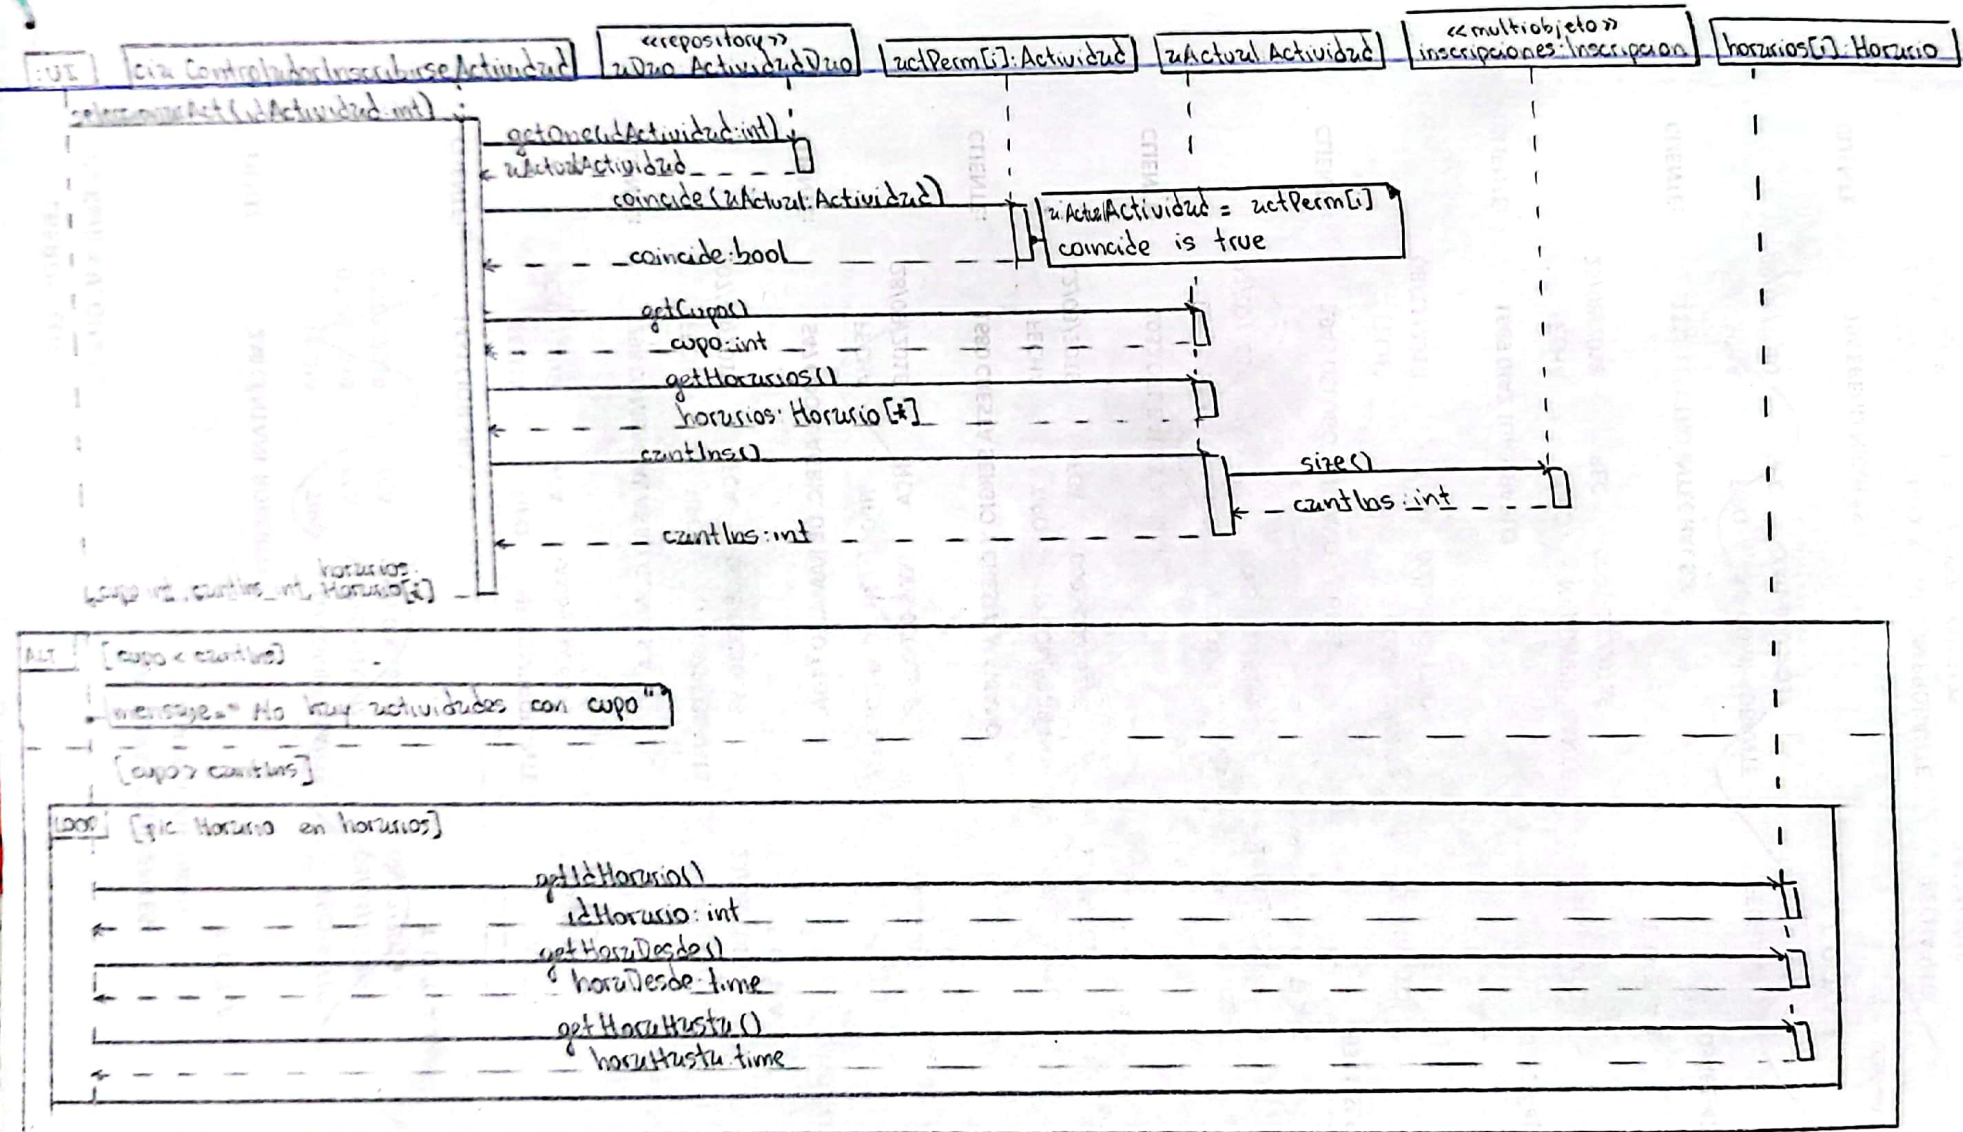 :UI
cia ControladorInscribirseActividad
«repository»
aDao ActividadDao
actPerm[i]:Actividad
aActual Actividad
«multiobjeto»
inscripciones:Inscripcion
horarios[i]:Horario
seleccionarAct(idActividad:int)
getOne(idActividad:int)
aActualActividad
coincide(aActual:Actividad)
aActualActividad = actPerm[i]
coincide is true
coincide:bool
getCupo()
cupo:int
getHorarios()
horarios: Horario[*]
cantIns()
size()
cantIns:int
cantIns:int
horarios:
cupo int, cantIns_int, Horario[*]
ALT
[cupo < cantIns]
mensaje=" No hay actividades con cupo"
[cupo > cantIns]
LOOP
Horario en horarios]
getIdHorario()
idHorario: int
getHoraDesde()
horaDesde:time
getHoraHasta()
horaHasta:time